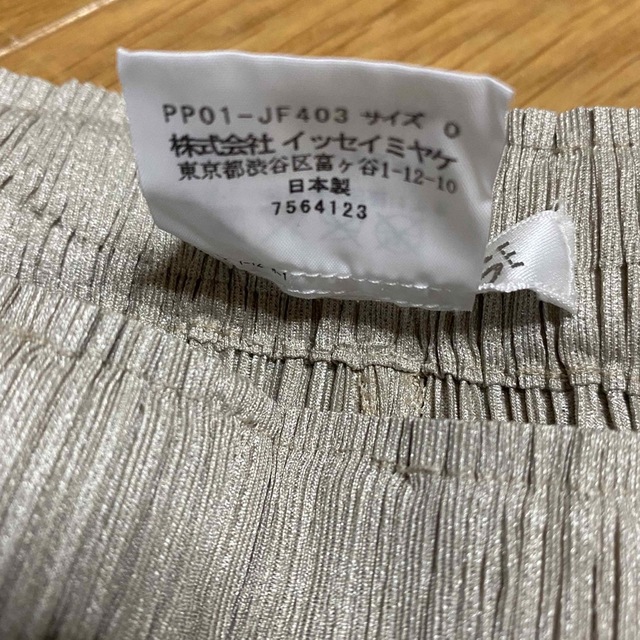 PP01-JF403 サイズ 0
株式会社 イッセイミヤケ
東京都渋谷区富ヶ谷1-12-10
日本製
7564123